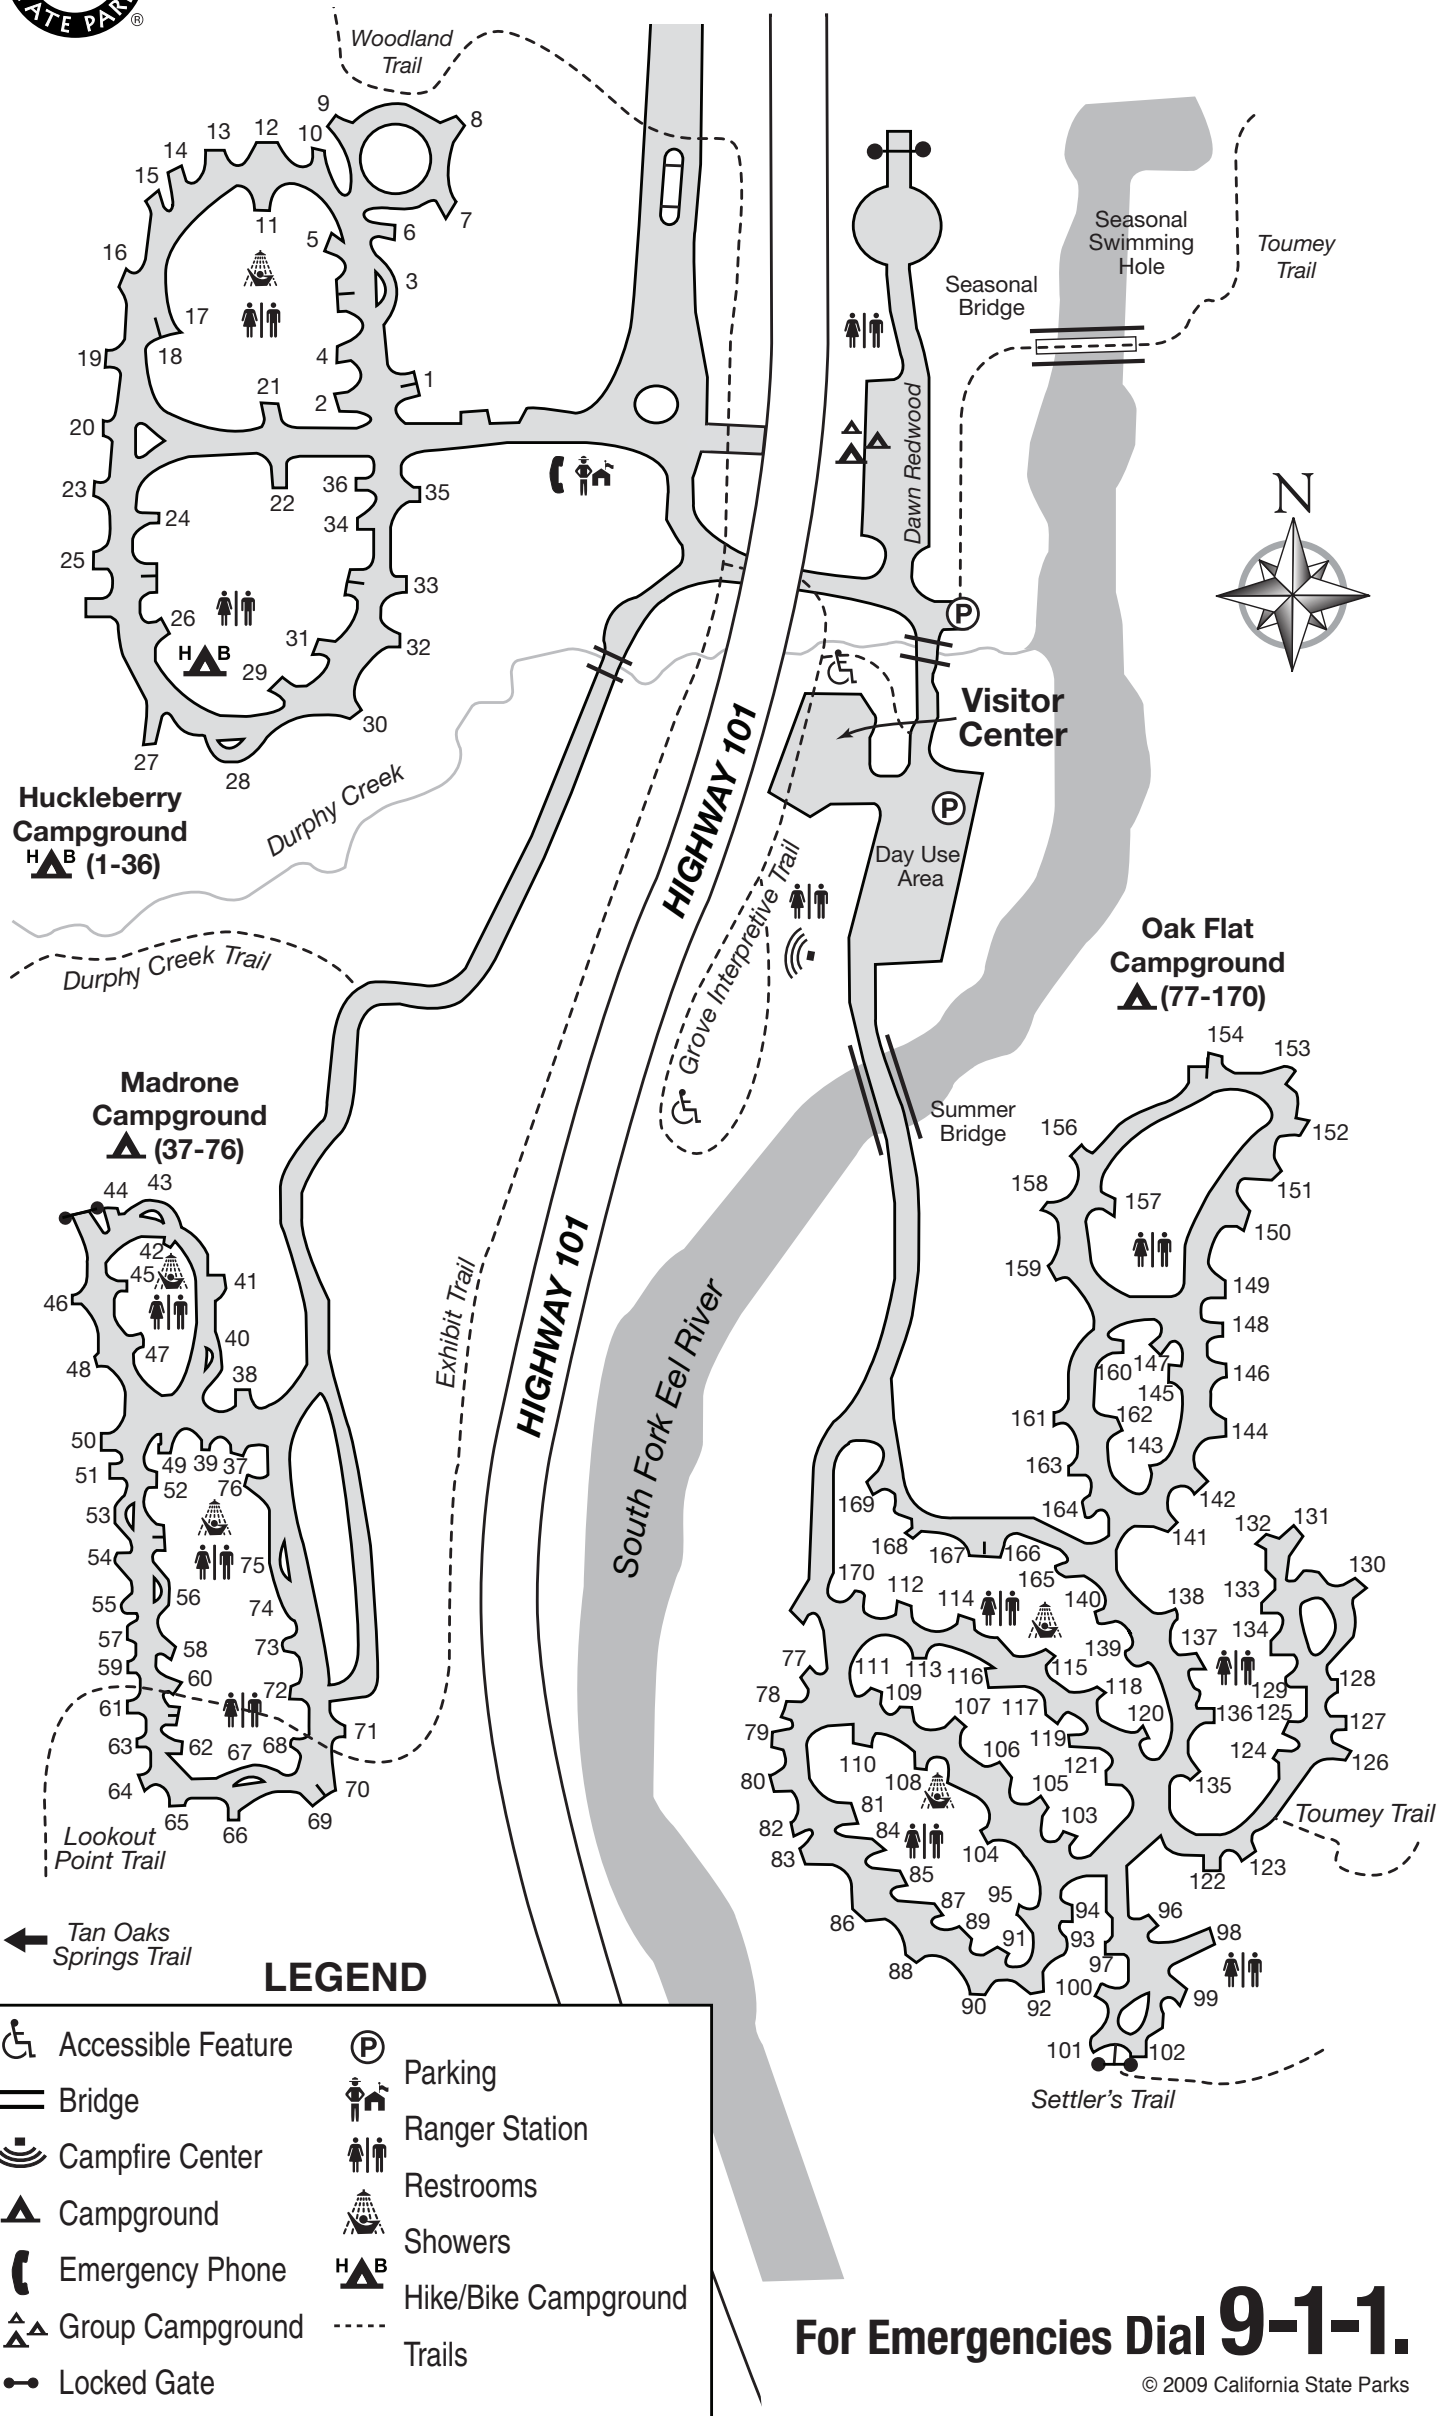 ATE PAR
®
Woodland
Trail
9
8
13
12
10
14
15
7
11
6
5
16
3
17
18
19
4
1
21
2
20
Seasonal
Swimming
Hole
Toumey
Trail
Seasonal
Bridge
Dawn Redwood
N
23
24
22
36
35
34
25
33
26
31
32
H B
29
30
27
28
P
Visitor
Center
Huckleberry
Campground
H B (1-36)
Durphy Creek
HIGHWAY 101
P
Day Use
Area
Durphy Creek Trail
Grove Interpretive Trail
Oak Flat
Campground
(77-170)
Madrone
Campground
(37-76)
Summer
Bridge
154
153
156
152
158
151
157
150
159
149
148
160
147
146
145
161
162
144
143
163
142
164
141
44
43
42
45
41
46
40
47
48
38
50
49
39
37
51
52
76
53
54
75
56
55
74
57
58
73
59
60
72
61
71
63
62
67
68
64
70
65
66
69
Exhibit Trail
HIGHWAY 101
South Fork Eel River
Lookout
Point Trail
Tan Oaks
Springs Trail
169
168
167
166
170
165
112
114
140
132
131
130
138
133
134
137
139
77
111
113
116
115
118
129
128
78
109
107
117
120
136
125
127
79
119
124
126
110
106
121
80
108
105
135
81
103
82
84
104
83
85
122
123
Toumey Trail
87
95
86
89
94
96
91
93
98
97
88
100
99
90
92
101
102
Settler's Trail
LEGEND
Accessible Feature
Bridge
Campfire Center
Campground
Emergency Phone
Group Campground
Locked Gate
P
Parking
Ranger Station
Restrooms
Showers
H B
Hike/Bike Campground
Trails
For Emergencies Dial 9-1-1.
© 2009 California State Parks